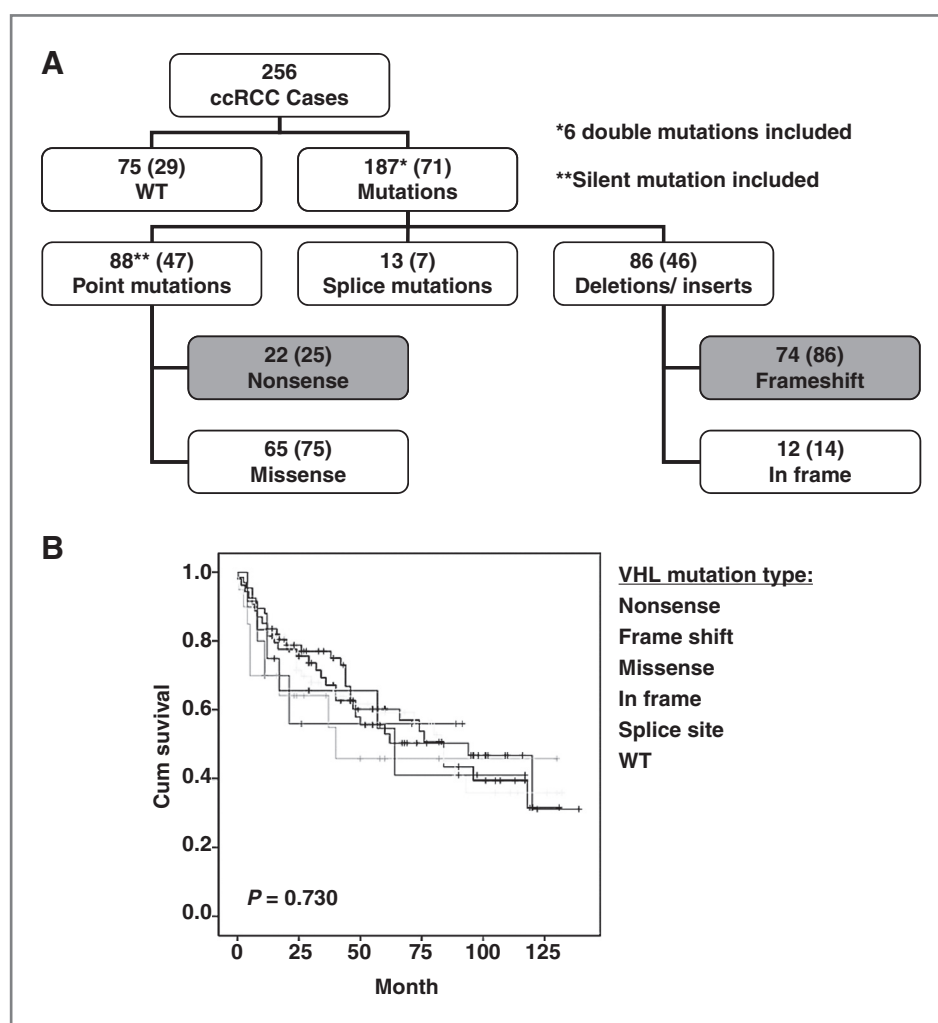 A
256
ccRCC Cases
*6 double mutations included
75 (29)
WT
187* (71)
Mutations
**Silent mutation included
88** (47)
Point mutations
13 (7)
Splice mutations
86 (46)
Deletions/ inserts
22 (25)
Nonsense
74 (86)
Frameshift
65 (75)
Missense
12 (14)
In frame
B
1.0
0.8
0.6
0.4
0.2
0.0
Cum suvival
P = 0.730
0 25 50 75 100 125
Month
VHL mutation type:
Nonsense
Frame shift
Missense
In frame
Splice site
WT